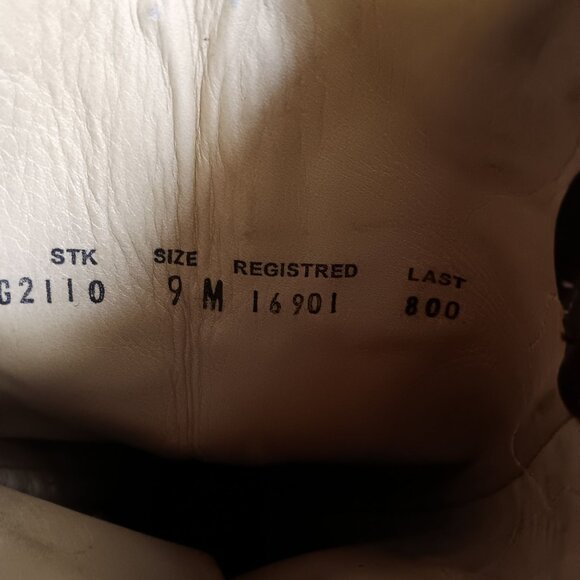 STK SIZE REGISTRED LAST
G2110 9 M 16901 800